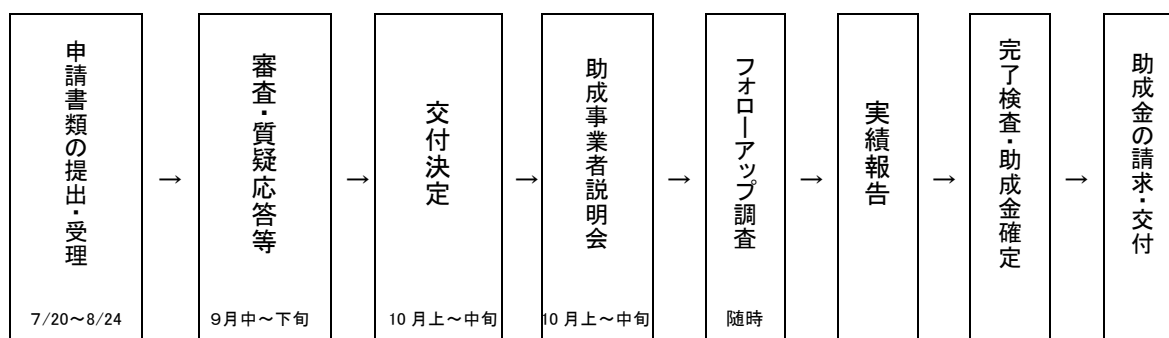 申請書類の提出・受理
7/20~8/24
→
審査・質疑応答等
9月中~下旬
→
交付決定
10月上~中旬
→
助成事業者説明会
10月上~中旬
→
フォローアップ調査
随時
→
実績報告
→
完了検査・助成金確定
→
助成金の請求・交付